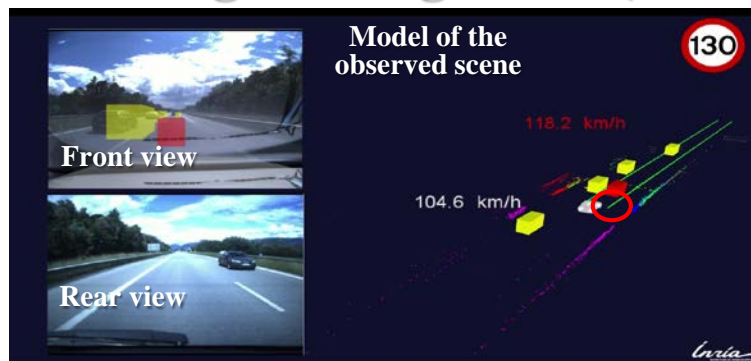 Model of the
observed scene
130
118.2 km/h
Front view
104.6 km/h
Rear view
Inria